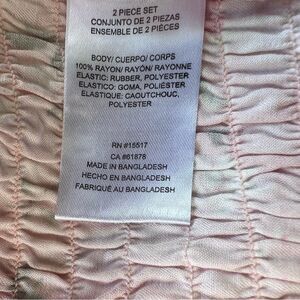 2 PIECE SET
CONJUNTO DE 2 PIEZAS
ENSEMBLE DE 2 PIÈCES
BODY/ CUERPO/ CORPS
100% RAYON/ RAYÓN/ RAYONNE
ELASTIC: RUBBER, POLYESTER
ELASTICO: GOMA, POLIÉSTER
ELASTIQUE: CAOUTCHOUC,
POLYESTER
RN #15517
CA #61878
MADE IN BANGLADESH
HECHO EN BANGLADESH
FABRIQUÉ AU BANGLADESH